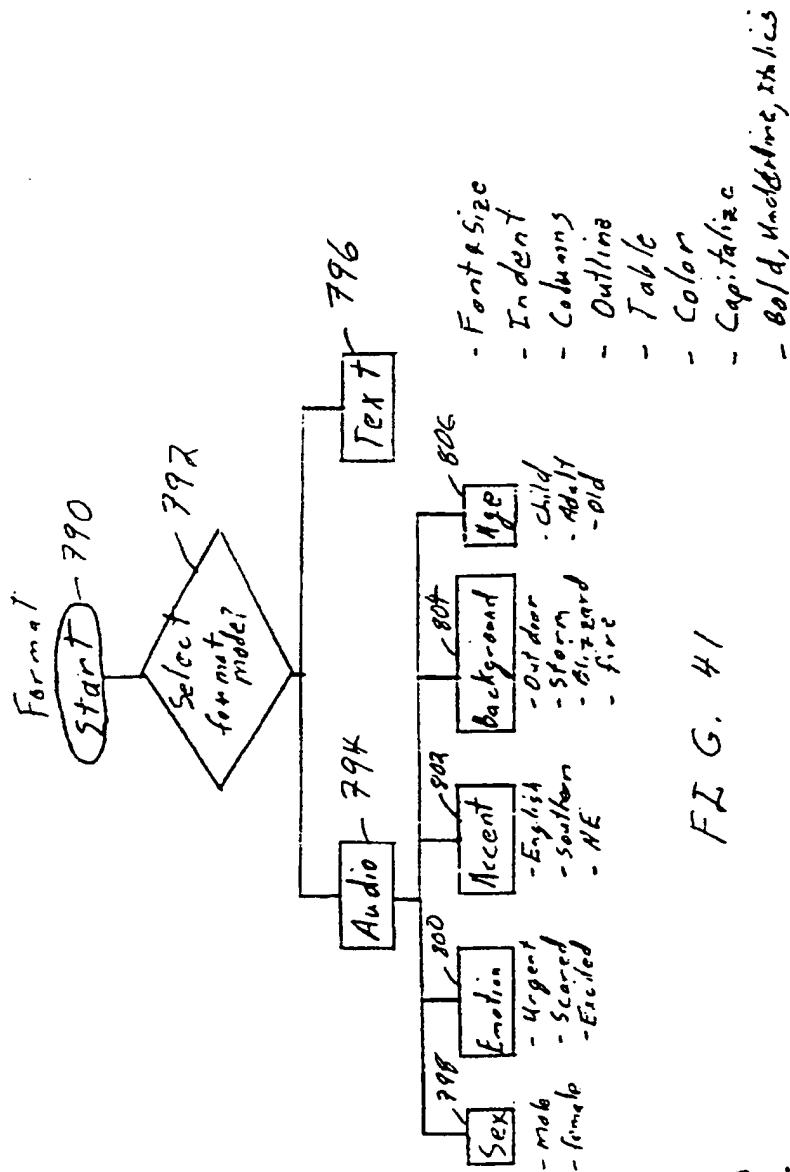 Format
Start
790
Select
format
mode?
792
Audio
794
Text
796
- Font & Size
- Indent
- Columns
- Outline
- Table
- Color
- Capitalize
- Bold, Underline, Italics
Sex
798
- male
- female
Emotion
800
- Urgent
- Scared
- Excited
Accent
802
- English
- Southern
- NE
Background
804
- Outdoor
- Storm
- Blizzard
- fire
Age
806
- Child
- Adult
- Old
FIG. 41